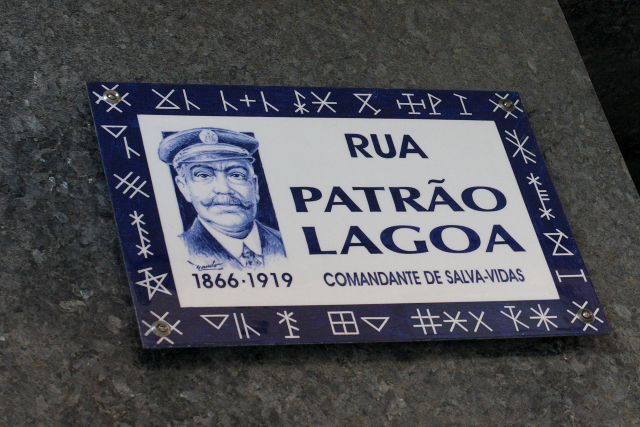 RUA
PATRÃO
LAGOA
1866·1919
COMANDANTE DE SALVA-VIDAS